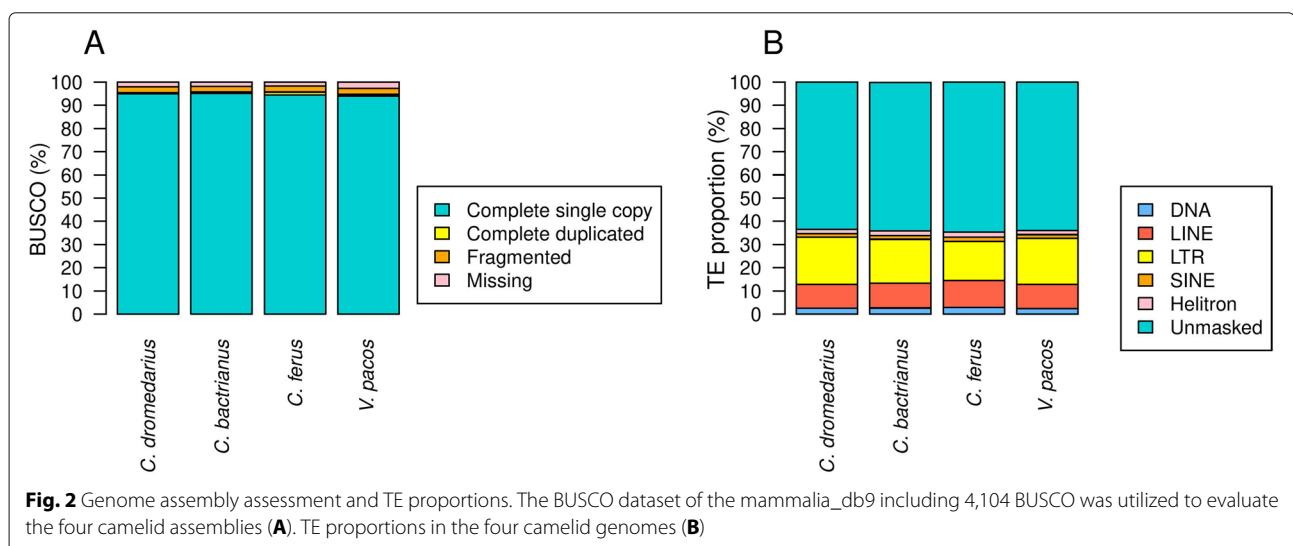 A
BUSCO (%)
100
90
80
70
60
50
40
30
20
10
0
C. dromedarius
C. bactrianus
C. ferus
V. pacos
Complete single copy
Complete duplicated
Fragmented
Missing
B
TE proportion (%)
100
90
80
70
60
50
40
30
20
10
0
C. dromedarius
C. bactrianus
C. ferus
V. pacos
DNA
LINE
LTR
SINE
Helitron
Unmasked
Fig. 2 Genome assembly assessment and TE proportions. The BUSCO dataset of the mammalia_db9 including 4,104 BUSCO was utilized to evaluate
the four camelid assemblies (A). TE proportions in the four camelid genomes (B)